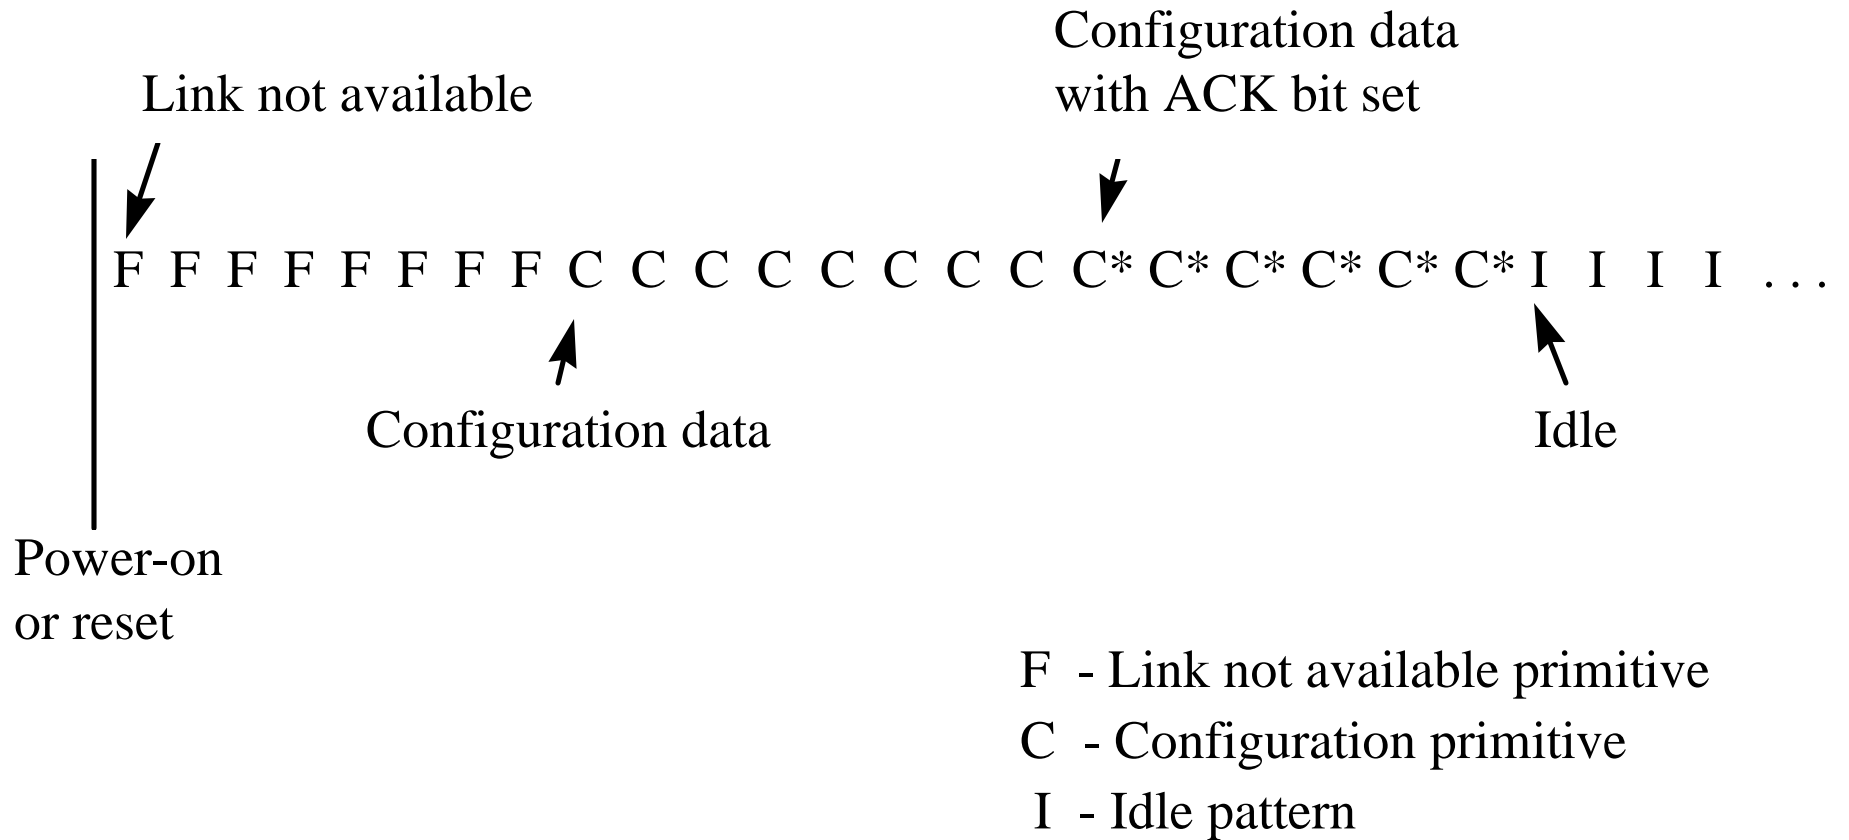 Configuration data
with ACK bit set
Link not available
F F F F F F F F C C C C C C C C C* C* C* C* C* C* I I I I . . .
Configuration data
Idle
Power-on
or reset
F - Link not available primitive
C - Configuration primitive
I - Idle pattern